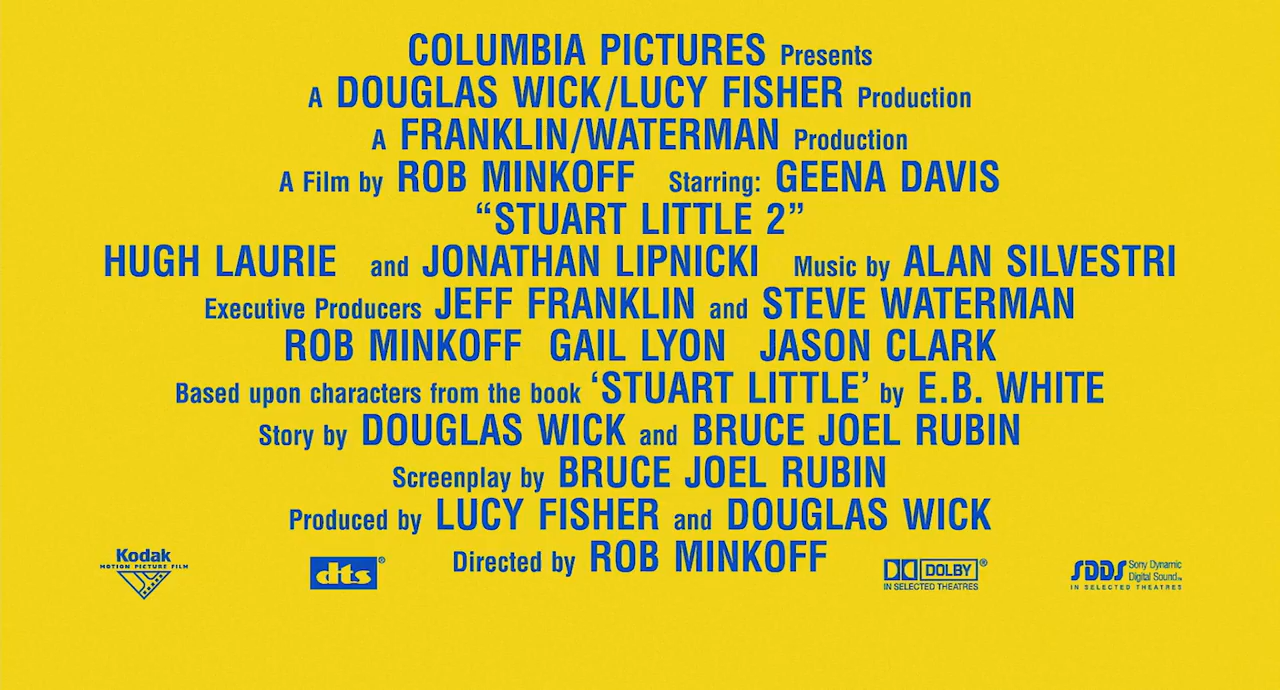 COLUMBIA PICTURES Presents
A DOUGLAS WICK/LUCY FISHER Production
A FRANKLIN/WATERMAN Production
A Film by ROB MINKOFF Starring: GEENA DAVIS
“STUART LITTLE 2”
HUGH LAURIE and JONATHAN LIPNICKI Music by ALAN SILVESTRI
Executive Producers JEFF FRANKLIN and STEVE WATERMAN
ROB MINKOFF GAIL LYON JASON CLARK
Based upon characters from the book ‘STUART LITTLE’ by E.B. WHITE
Story by DOUGLAS WICK and BRUCE JOEL RUBIN
Screenplay by BRUCE JOEL RUBIN
Produced by LUCY FISHER and DOUGLAS WICK
Directed by ROB MINKOFF
Kodak
MOTION PICTURE FILM
dts®
DOLBY®
IN SELECTED THEATRES
SDDS Sony Dynamic
Digital Sound™
IN SELECTED THEATRES